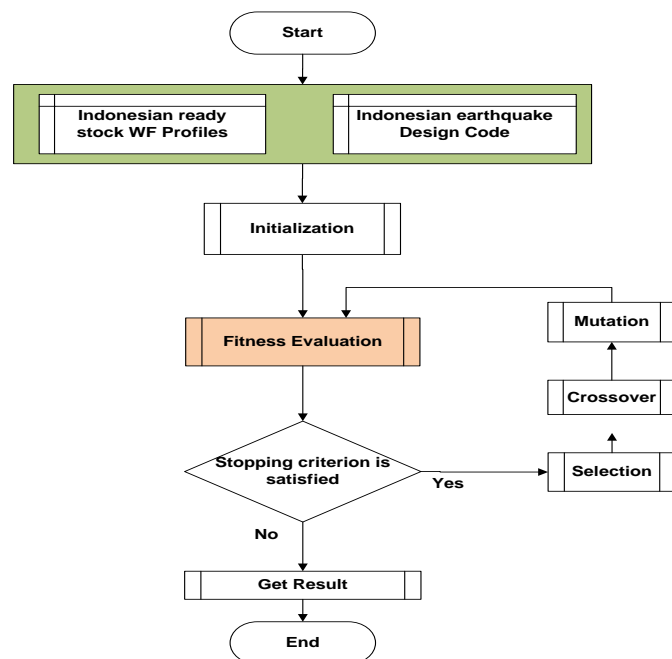 Start
Indonesian ready
stock WF Profiles
Indonesian earthquake
Design Code
Initialization
Mutation
Fitness Evaluation
Crossover
Stopping criterion is
satisfied
Selection
Yes
No
Get Result
End